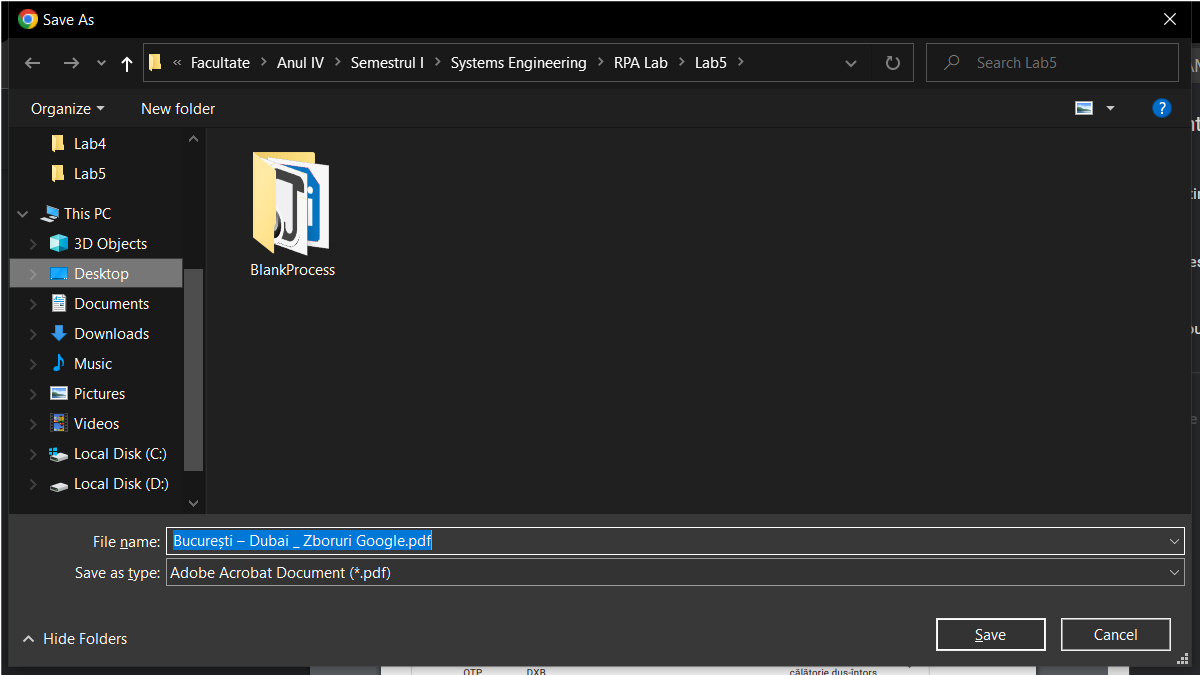 Save As
« Facultate > Anul IV > Semestrul I > Systems Engineering > RPA Lab > Lab5 >
Search Lab5
Organize
New folder
?
Lab4
Lab5
This PC
3D Objects
Desktop
Documents
Downloads
Music
Pictures
Videos
Local Disk (C:)
Local Disk (D:)
BlankProcess
File name: București – Dubai _ Zboruri Google.pdf
Save as type: Adobe Acrobat Document (*.pdf)
Hide Folders
Save
Cancel
OTP
DXB
călătorie dus-întors